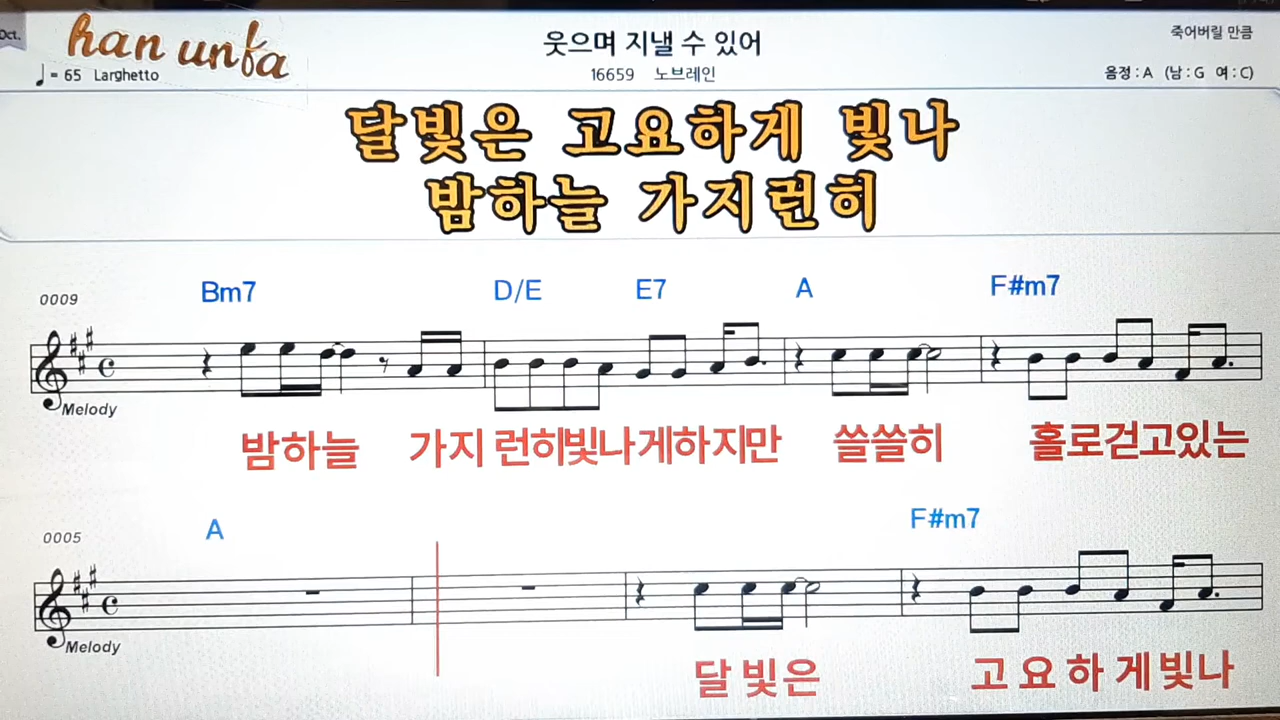 Oct.
han unfa
♩= 65 Larghetto
웃으며 지낼 수 있어
16659 노브레인
죽어버릴 만큼
음정 : A (남 : G 여 : C)
달빛은 고요하게 빛나
밤하늘 가지런히
0009
Bm7 D/E E7 A F#m7
Melody
밤하늘 가지 런히빛나게하지만 쓸쓸히 홀로걷고있는
0005
A F#m7
Melody
달 빛 은 고 요 하 게 빛 나